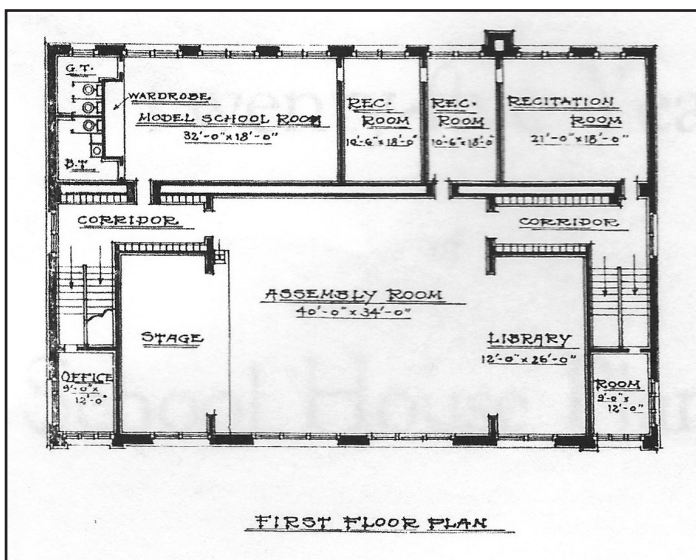 G.T.
WARDROBE
MODEL SCHOOL ROOM
32'-0"x18'-0"
B.T
REC.
ROOM
10'-6"x18'-0"
REC.
ROOM
10'-6"x18'-0
RECITATION
ROOM
21'-0"x18'-0"
CORRIDOR
CORRIDOR
ASSEMBLY ROOM
40'-0"x34'-0"
STAGE
LIBRARY
12'-0"x26'-0"
OFFICE
9'-0"x
12'-0"
ROOM
9'-0"x
12'-0"
FIRST FLOOR PLAN